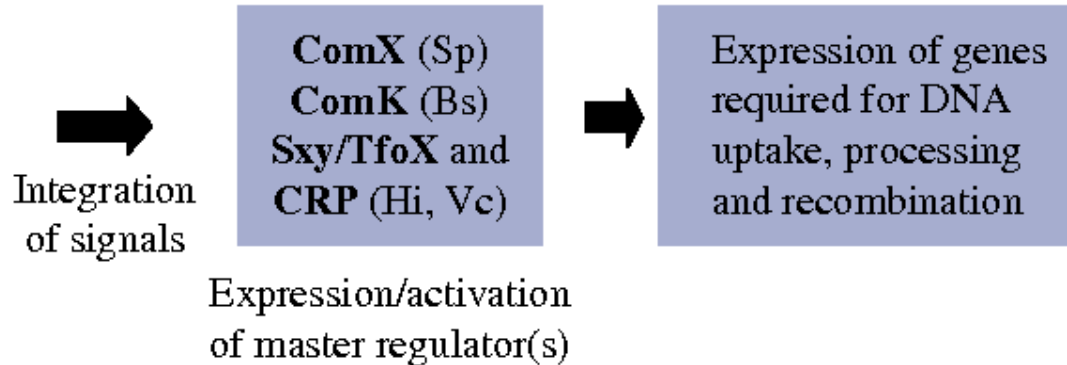 Integration
of signals
ComX (Sp)
ComK (Bs)
Sxy/TfoX and
CRP (Hi, Vc)
Expression/activation
of master regulator(s)
Expression of genes
required for DNA
uptake, processing
and recombination